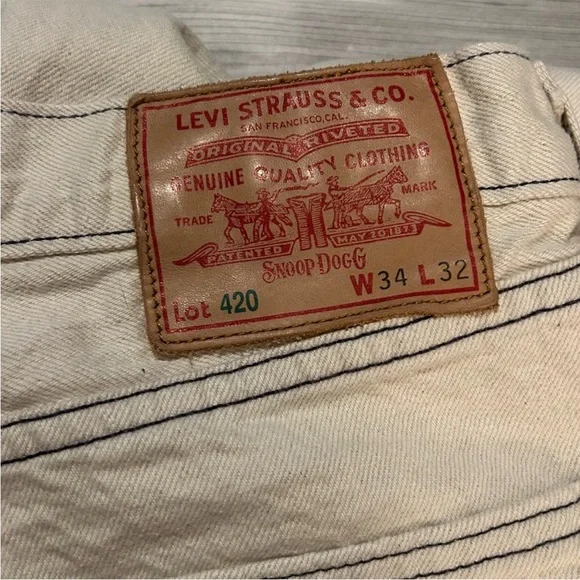 LEVI STRAUSS & CO.
SAN FRANCISCO, CAL.
ORIGINAL RIVETED
GENUINE QUALITY CLOTHING
TRADE MARK
PATENTED MAY 20 1873
SNOOP DOGG
Lot 420 W34 L32